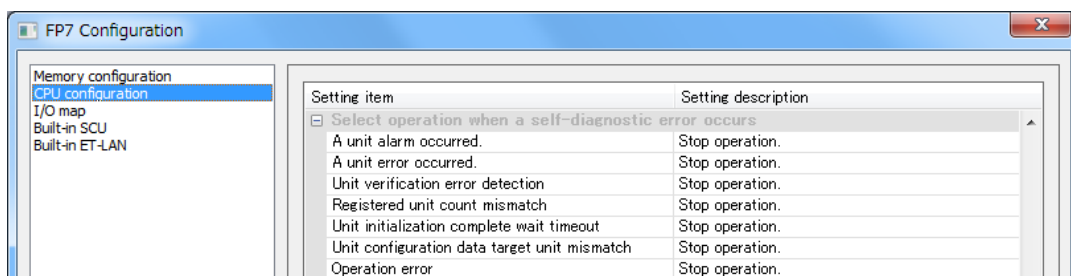 FP7 Configuration
Memory configuration
CPU configuration
I/O map
Built-in SCU
Built-in ET-LAN
Setting item Setting description
Select operation when a self-diagnostic error occurs
A unit alarm occurred. Stop operation.
A unit error occurred. Stop operation.
Unit verification error detection Stop operation.
Registered unit count mismatch Stop operation.
Unit initialization complete wait timeout Stop operation.
Unit configuration data target unit mismatch Stop operation.
Operation error Stop operation.